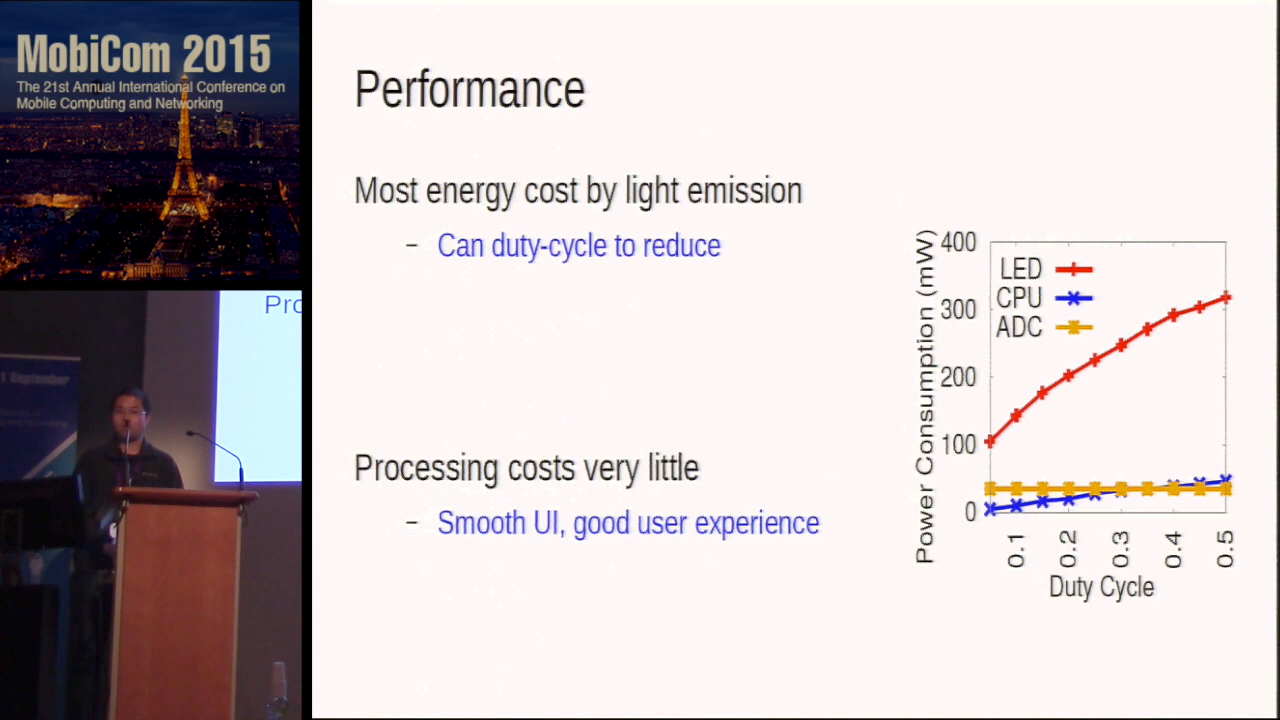 MobiCom 2015
The 21st Annual International Conference on
Mobile Computing and Networking
Pro
September
Performance
Most energy cost by light emission
– Can duty-cycle to reduce
Processing costs very little
– Smooth UI, good user experience
Power Consumption (mW)
400
300
200
100
0
LED
CPU
ADC
0.1
0.2
0.3
0.4
0.5
Duty Cycle